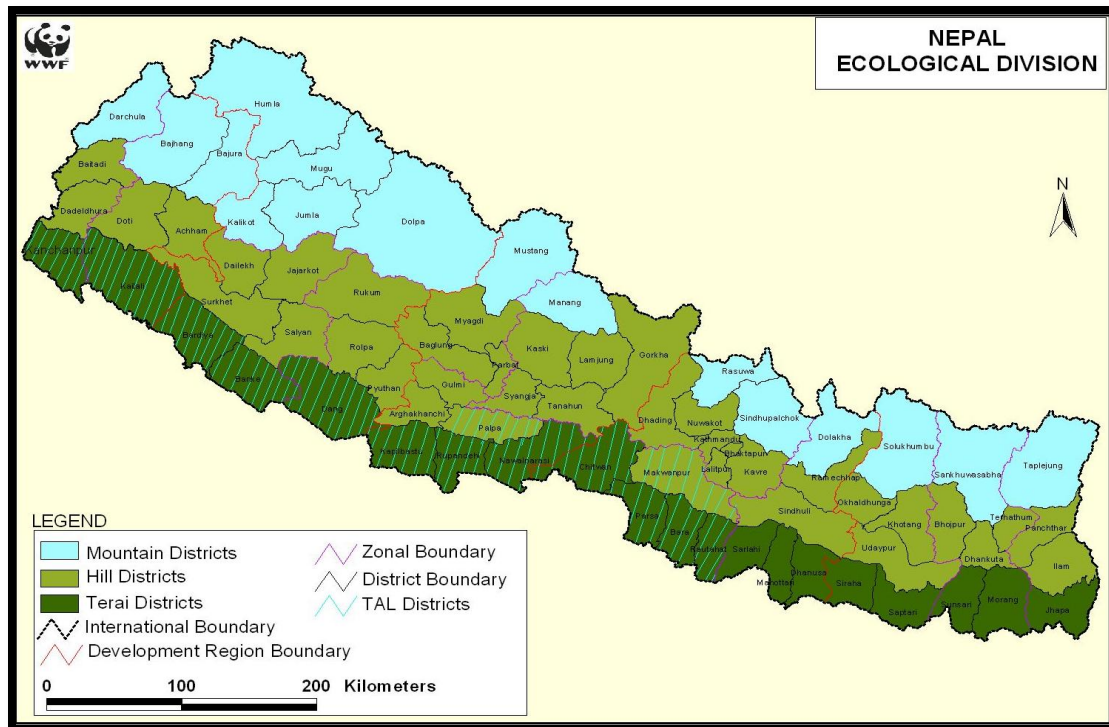 WWF
NEPAL
ECOLOGICAL DIVISION
N
Humla
Darchula
Bajhang
Bajura
Mugu
Baitadi
Dadeldhura
Doti
Achham
Kalikot
Jumla
Dolpa
Mustang
Manang
Kanchanpur
Kailali
Dailekh
Jajarkot
Rukum
Surkhet
Salyan
Bardiya
Banke
Dang
Rolpa
Pyuthan
Myagdi
Baglung
Parbat
Kaski
Lamjung
Gorkha
Gulmi
Syangja
Tanahun
Arghakhanchi
Palpa
Kapilbastu
Rupandehi
Nawalparasi
Chitwan
Dhading
Rasuwa
Nuwakot
Sindhupalchok
Kathmandu
Bhaktapur
Lalitpur
Kavre
Makwanpur
Dolakha
Ramechhap
Sindhuli
Okhaldhunga
Solukhumbu
Sankhuwasabha
Taplejung
Khotang
Bhojpur
Terhathum
Panchthar
Dhankuta
Ilam
Udaypur
Parsa
Bara
Rautahat
Sarlahi
Mahottari
Dhanusa
Siraha
Saptari
Sunsari
Morang
Jhapa
LEGEND
Mountain Districts
Hill Districts
Terai Districts
International Boundary
Development Region Boundary
Zonal Boundary
District Boundary
TAL Districts
0 100 200 Kilometers